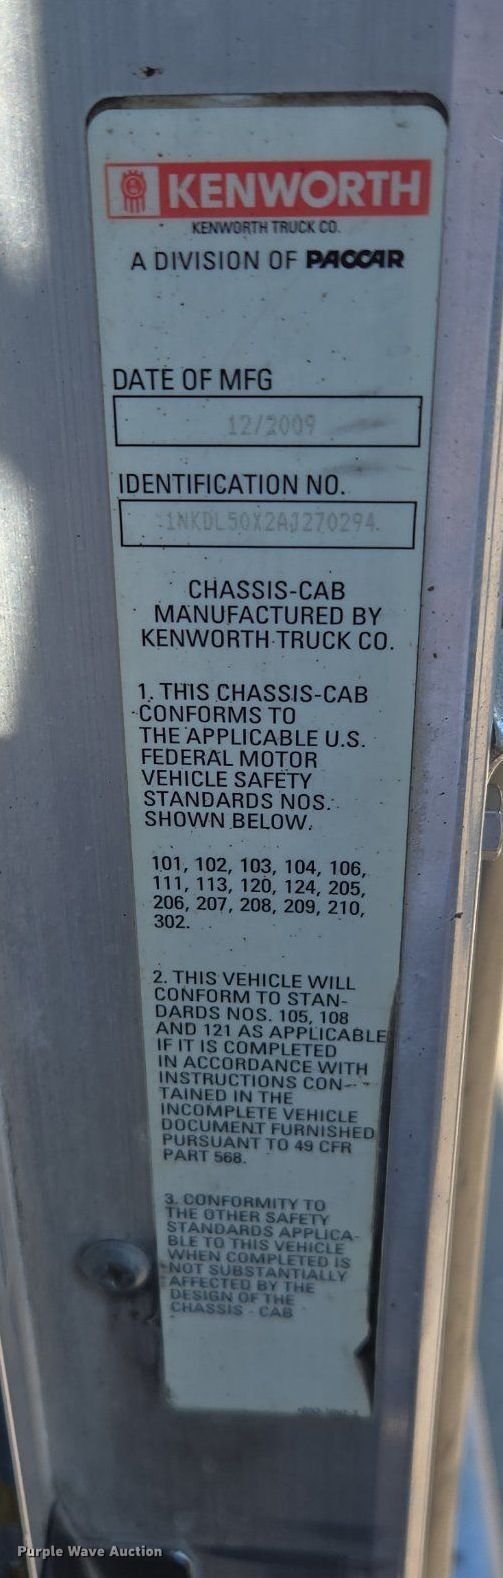 KENWORTH
KENWORTH TRUCK CO.
A DIVISION OF PACCAR
DATE OF MFG
12/2009
IDENTIFICATION NO.
1NKDL50X2AJ270294
CHASSIS-CAB
MANUFACTURED BY
KENWORTH TRUCK CO.
1. THIS CHASSIS-CAB
CONFORMS TO
THE APPLICABLE U.S.
FEDERAL MOTOR
VEHICLE SAFETY
STANDARDS NOS.
SHOWN BELOW.
101, 102, 103, 104, 106,
111, 113, 120, 124, 205,
206, 207, 208, 209, 210,
302.
2. THIS VEHICLE WILL
CONFORM TO STAN-
DARDS NOS. 105, 108
AND 121 AS APPLICABLE
IF IT IS COMPLETED
IN ACCORDANCE WITH
INSTRUCTIONS CON-
TAINED IN THE
INCOMPLETE VEHICLE
DOCUMENT FURNISHED
PURSUANT TO 49 CFR
PART 568.
3. CONFORMITY TO
THE OTHER SAFETY
STANDARDS APPLICA-
BLE TO THIS VEHICLE
WHEN COMPLETED IS
NOT SUBSTANTIALLY
AFFECTED BY THE
DESIGN OF THE
CHASSIS - CAB
Purple Wave Auction